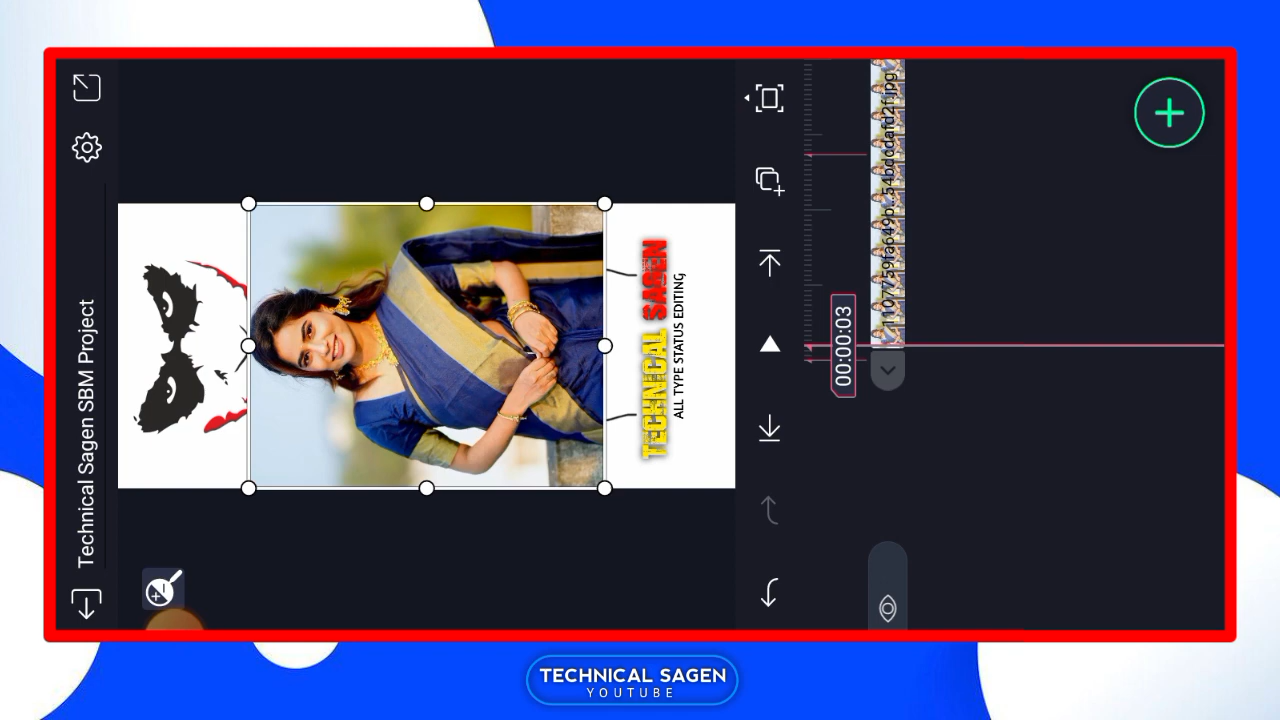 Technical Sagen SBM Project
TECHNICAL SAGEN
ALL TYPE STATUS EDITING
00:00:03
TECHNICAL SAGEN
YOUTUBE